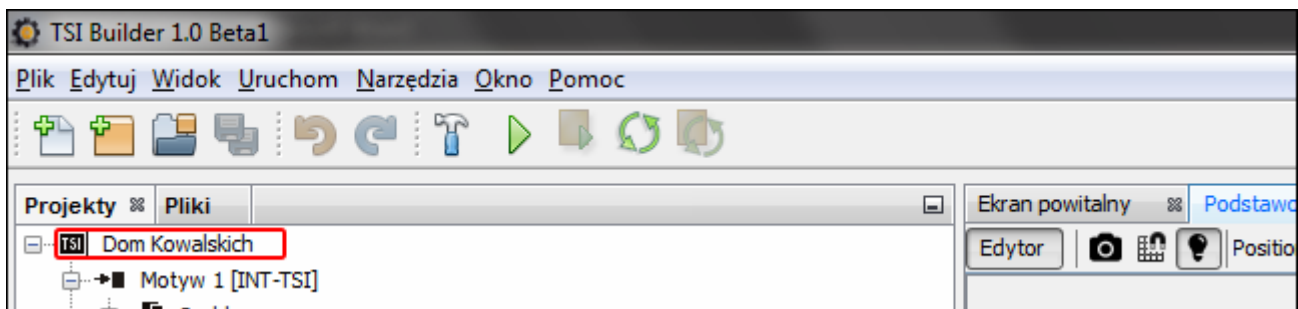 TSI Builder 1.0 Beta1
Plik Edytuj Widok Uruchom Narzędzia Okno Pomoc
Projekty Pliki
Ekran powitalny Podstawo
TSI Dom Kowalskich
Edytor Positio
Motyw 1 [INT-TSI]